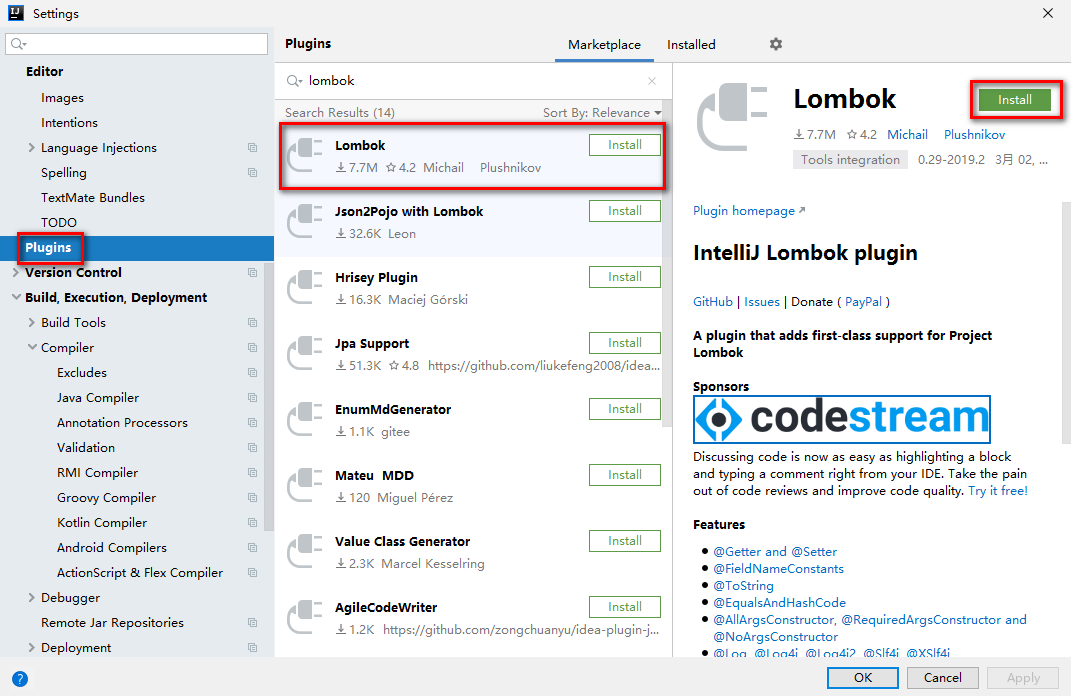 Settings
Editor
Images
Intentions
Language Injections
Spelling
TextMate Bundles
TODO
Plugins
Version Control
Build, Execution, Deployment
Build Tools
Compiler
Excludes
Java Compiler
Annotation Processors
Validation
RMI Compiler
Groovy Compiler
Kotlin Compiler
Android Compilers
ActionScript & Flex Compiler
Debugger
Remote Jar Repositories
Deployment
Plugins
Marketplace Installed
lombok
Search Results (14) Sort By: Relevance
Lombok Install
7.7M 4.2 Michail Plushnikov
Json2Pojo with Lombok Install
32.6K Leon
Hrisey Plugin Install
16.3K Maciej Górski
Jpa Support Install
51.3K 4.8 https://github.com/liukefeng2008/idea...
EnumMdGenerator Install
1.1K gitee
Mateu MDD Install
120 Miguel Pérez
Value Class Generator Install
2.3K Marcel Kesselring
AgileCodeWriter Install
1.2K https://github.com/zongchuanyu/idea-plugin-j...
Lombok Install
7.7M 4.2 Michail Plushnikov
Tools integration 0.29-2019.2 3月 02, ...
Plugin homepage
IntelliJ Lombok plugin
GitHub | Issues | Donate ( PayPal )
A plugin that adds first-class support for Project
Lombok
Sponsors
codestream
Discussing code is now as easy as highlighting a block
and typing a comment right from your IDE. Take the pain
out of code reviews and improve code quality. Try it free!
Features
@Getter and @Setter
@FieldNameConstants
@ToString
@EqualsAndHashCode
@AllArgsConstructor, @RequiredArgsConstructor and
@NoArgsConstructor
@Log, @Log4j, @Log4j2, @Slf4j, @XSlf4j
OK Cancel Apply